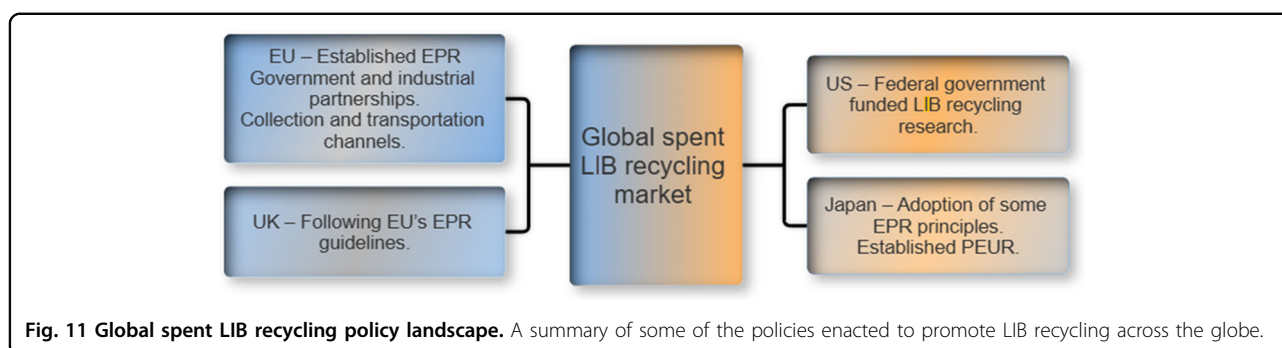 EU – Established EPR
Government and industrial
partnerships.
Collection and transportation
channels.
UK – Following EU's EPR
guidelines.
Global spent
LIB recycling
market
US – Federal government
funded LIB recycling
research.
Japan – Adoption of some
EPR principles.
Established PEUR.
Fig. 11 Global spent LIB recycling policy landscape. A summary of some of the policies enacted to promote LIB recycling across the globe.